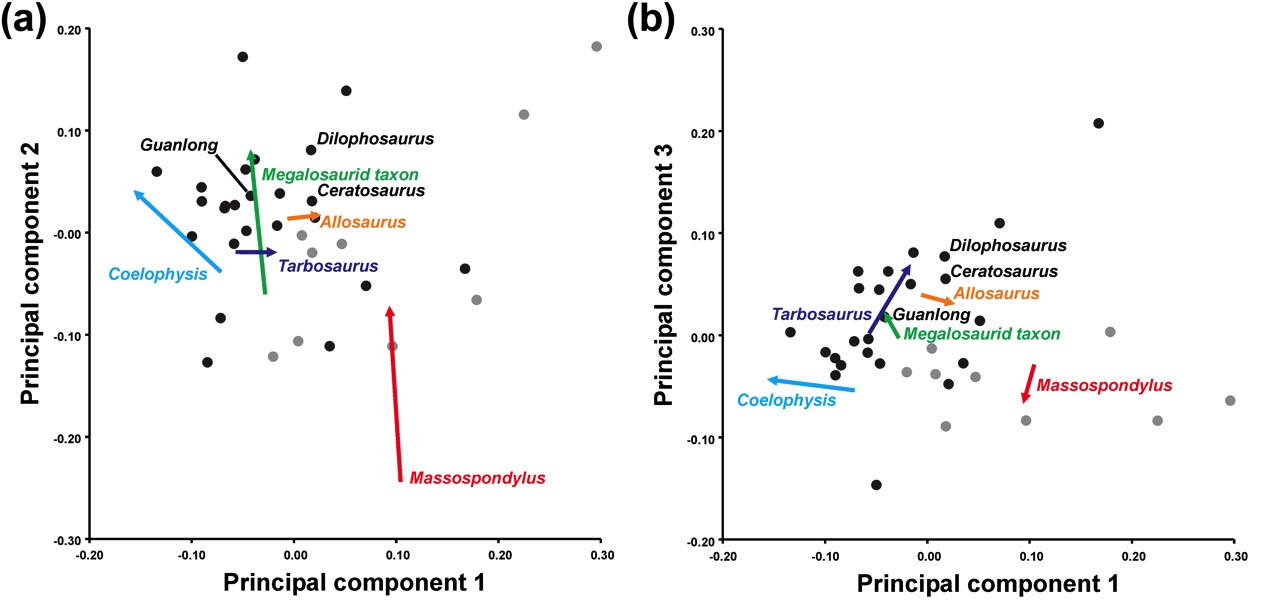 (a)
0.20
0.10
-0.00
-0.10
-0.20
-0.30
-0.20
-0.10
0.00
0.10
0.20
0.30
Principal component 2
Principal component 1
Guanlong
Dilophosaurus
Megalosaurid taxon
Ceratosaurus
Allosaurus
Coelophysis
Tarbosaurus
Massospondylus
(b)
0.30
0.20
0.10
0.00
-0.10
-0.20
-0.20
-0.10
0.00
0.10
0.20
0.30
Principal component 3
Principal component 1
Dilophosaurus
Ceratosaurus
Allosaurus
Tarbosaurus
Guanlong
Megalosaurid taxon
Massospondylus
Coelophysis